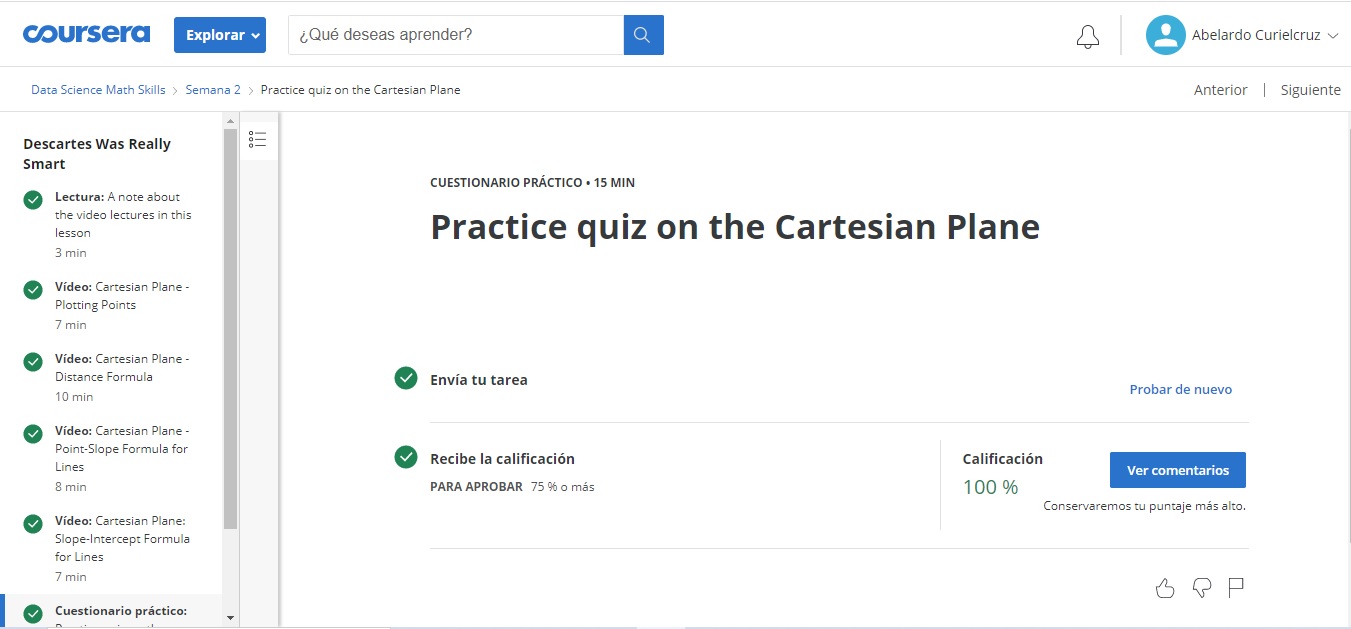 coursera
Explorar
¿Qué deseas aprender?
Abelardo Curielcruz
Data Science Math Skills
Semana 2
Practice quiz on the Cartesian Plane
Anterior
Siguiente
Descartes Was Really
Smart
Lectura: A note about
the video lectures in this
lesson
3 min
Vídeo: Cartesian Plane -
Plotting Points
7 min
Vídeo: Cartesian Plane -
Distance Formula
10 min
Vídeo: Cartesian Plane -
Point-Slope Formula for
Lines
8 min
Vídeo: Cartesian Plane:
Slope-Intercept Formula
for Lines
7 min
Cuestionario práctico:
CUESTIONARIO PRÁCTICO • 15 MIN
Practice quiz on the Cartesian Plane
Envía tu tarea
Probar de nuevo
Recibe la calificación
PARA APROBAR 75 % o más
Calificación
100 %
Ver comentarios
Conservaremos tu puntaje más alto.